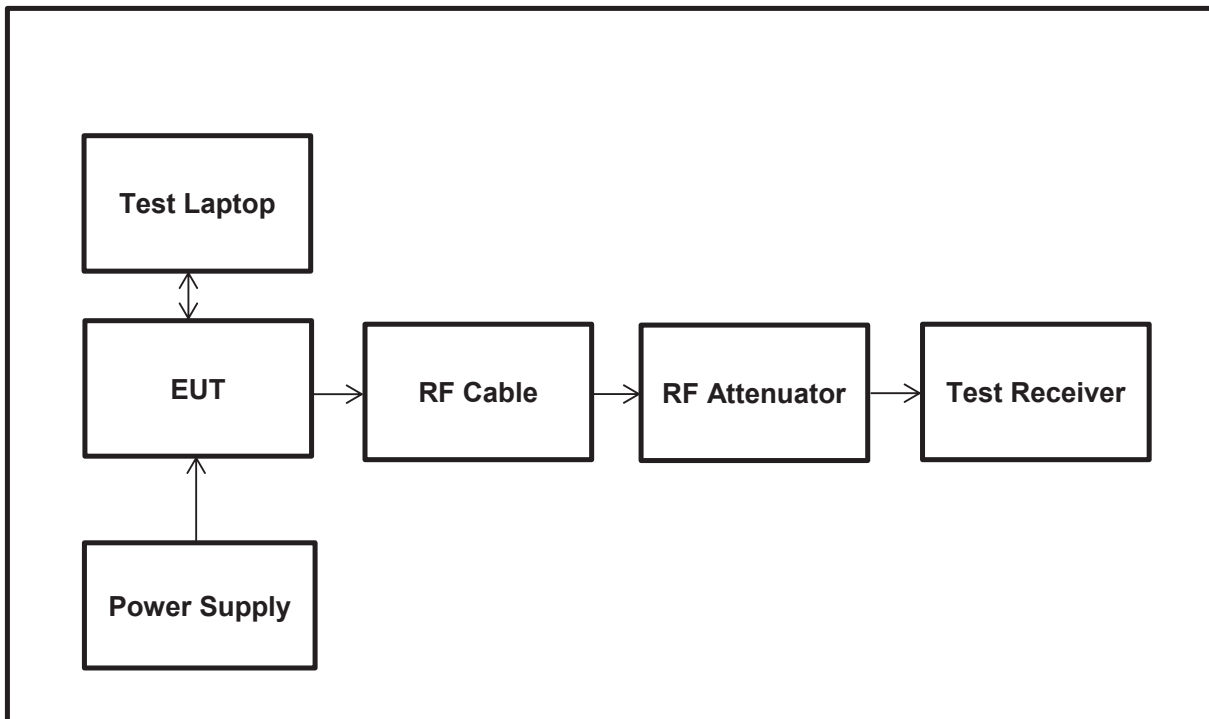 Test Laptop
EUT
RF Cable
RF Attenuator
Test Receiver
Power Supply